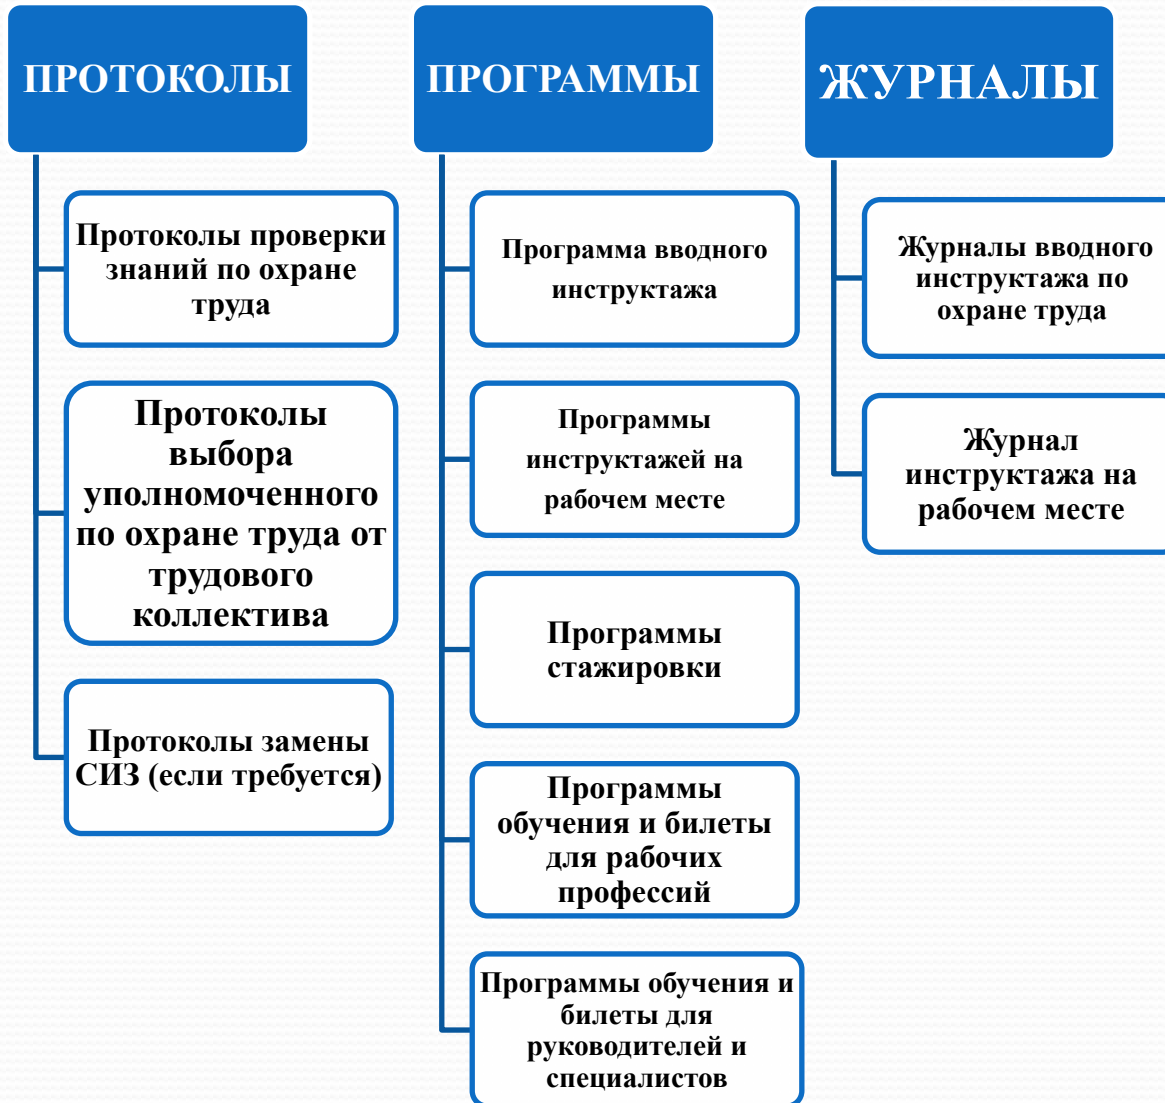 ПРОТОКОЛЫ
Протоколы проверки
знаний по охране
труда
Протоколы
выбора
уполномоченного
по охране труда от
трудового
коллектива
Протоколы замены
СИЗ (если требуется)
ПРОГРАММЫ
Программа вводного
инструктажа
Программы
инструктажей на
рабочем месте
Программы
стажировки
Программы
обучения и билеты
для рабочих
профессий
Программы обучения и
билеты для
руководителей и
специалистов
ЖУРНАЛЫ
Журналы вводного
инструктажа по
охране труда
Журнал
инструктажа на
рабочем месте